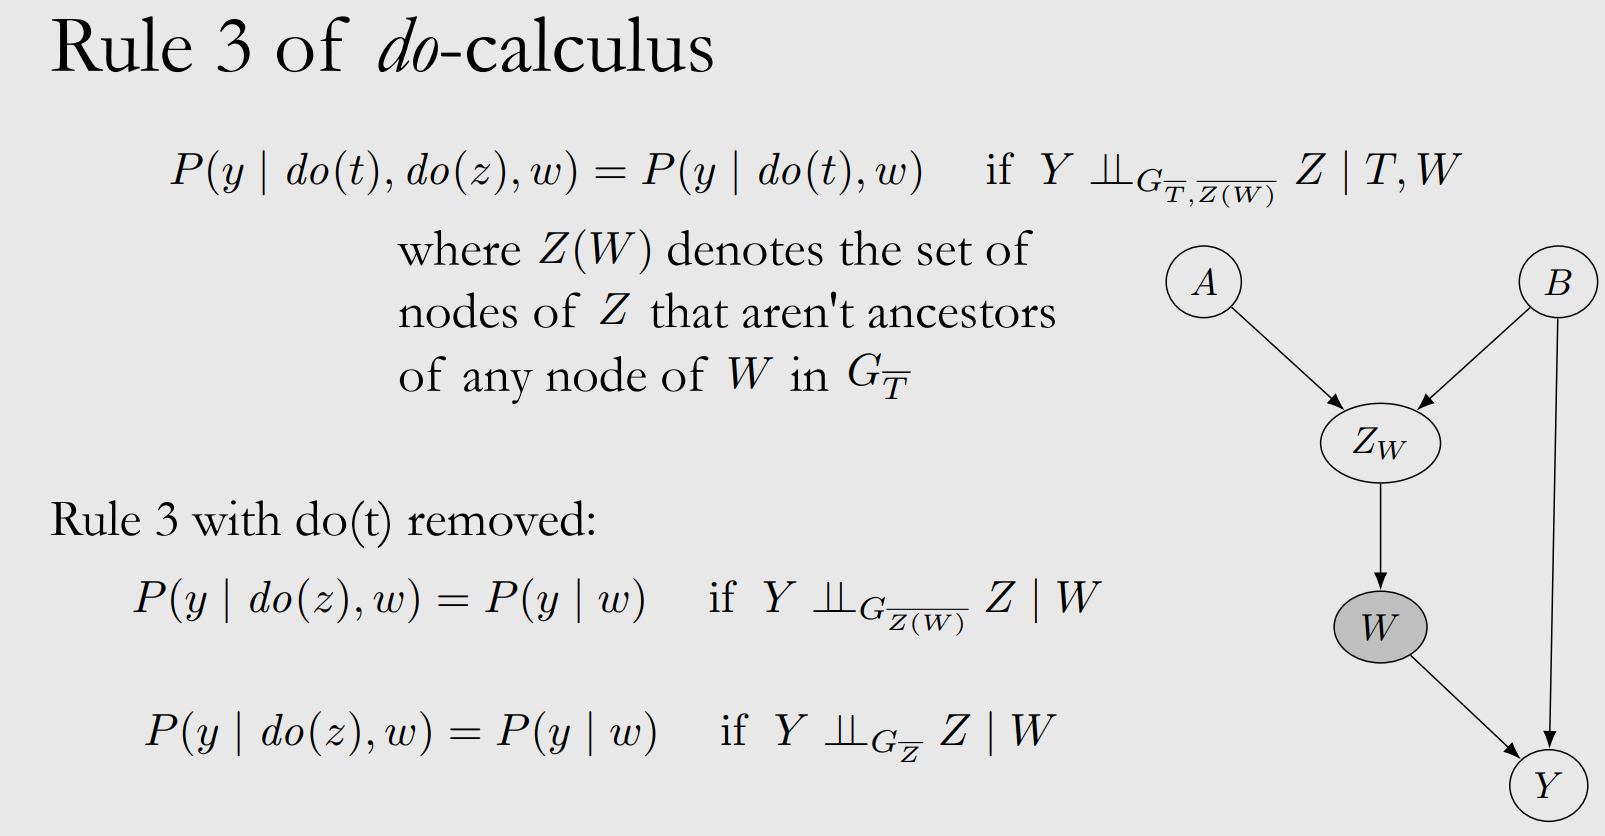 Rule 3 of do-calculus
P(y | do(t), do(z), w) = P(y | do(t), w) if Y ⫫_{G_{\overline{T}, \overline{Z(W)}}} Z | T, W
where Z(W) denotes the set of
nodes of Z that aren't ancestors
of any node of W in G_{\overline{T}}
A
B
Z_W
Rule 3 with do(t) removed:
P(y | do(z), w) = P(y | w) if Y ⫫_{G_{\overline{Z(W)}}} Z | W
W
P(y | do(z), w) = P(y | w) if Y ⫫_{G_{\overline{Z}}} Z | W
Y